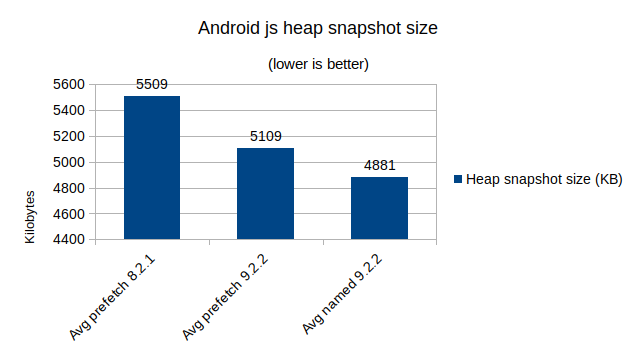 Android js heap snapshot size
(lower is better)
Kilobytes
5600
5400
5200
5000
4800
4600
4400
5509
5109
4881
Avg prefetch 8.2.1
Avg prefetch 9.2.2
Avg named 9.2.2
Heap snapshot size (KB)